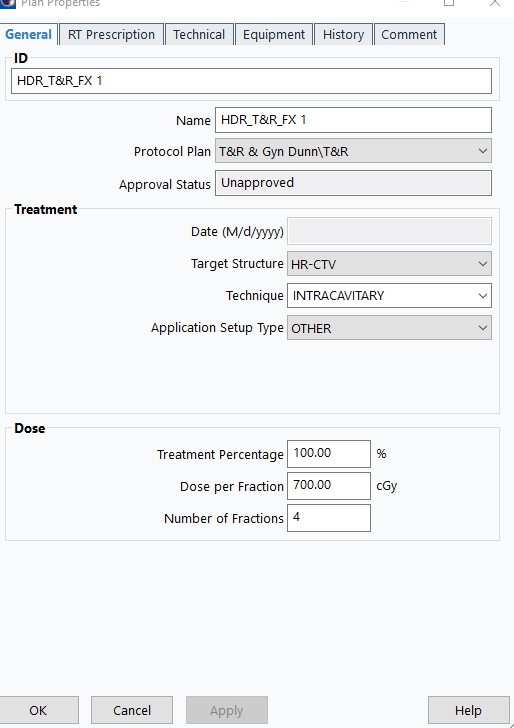 Plan Properties
General RT Prescription Technical Equipment History Comment
ID
HDR_T&R_FX 1
Name HDR_T&R_FX 1
Protocol Plan T&R & Gyn Dunn\T&R
Approval Status Unapproved
Treatment
Date (M/d/yyyy)
Target Structure HR-CTV
Technique INTRACAVITARY
Application Setup Type OTHER
Dose
Treatment Percentage 100.00 %
Dose per Fraction 700.00 cGy
Number of Fractions 4
OK Cancel Apply Help